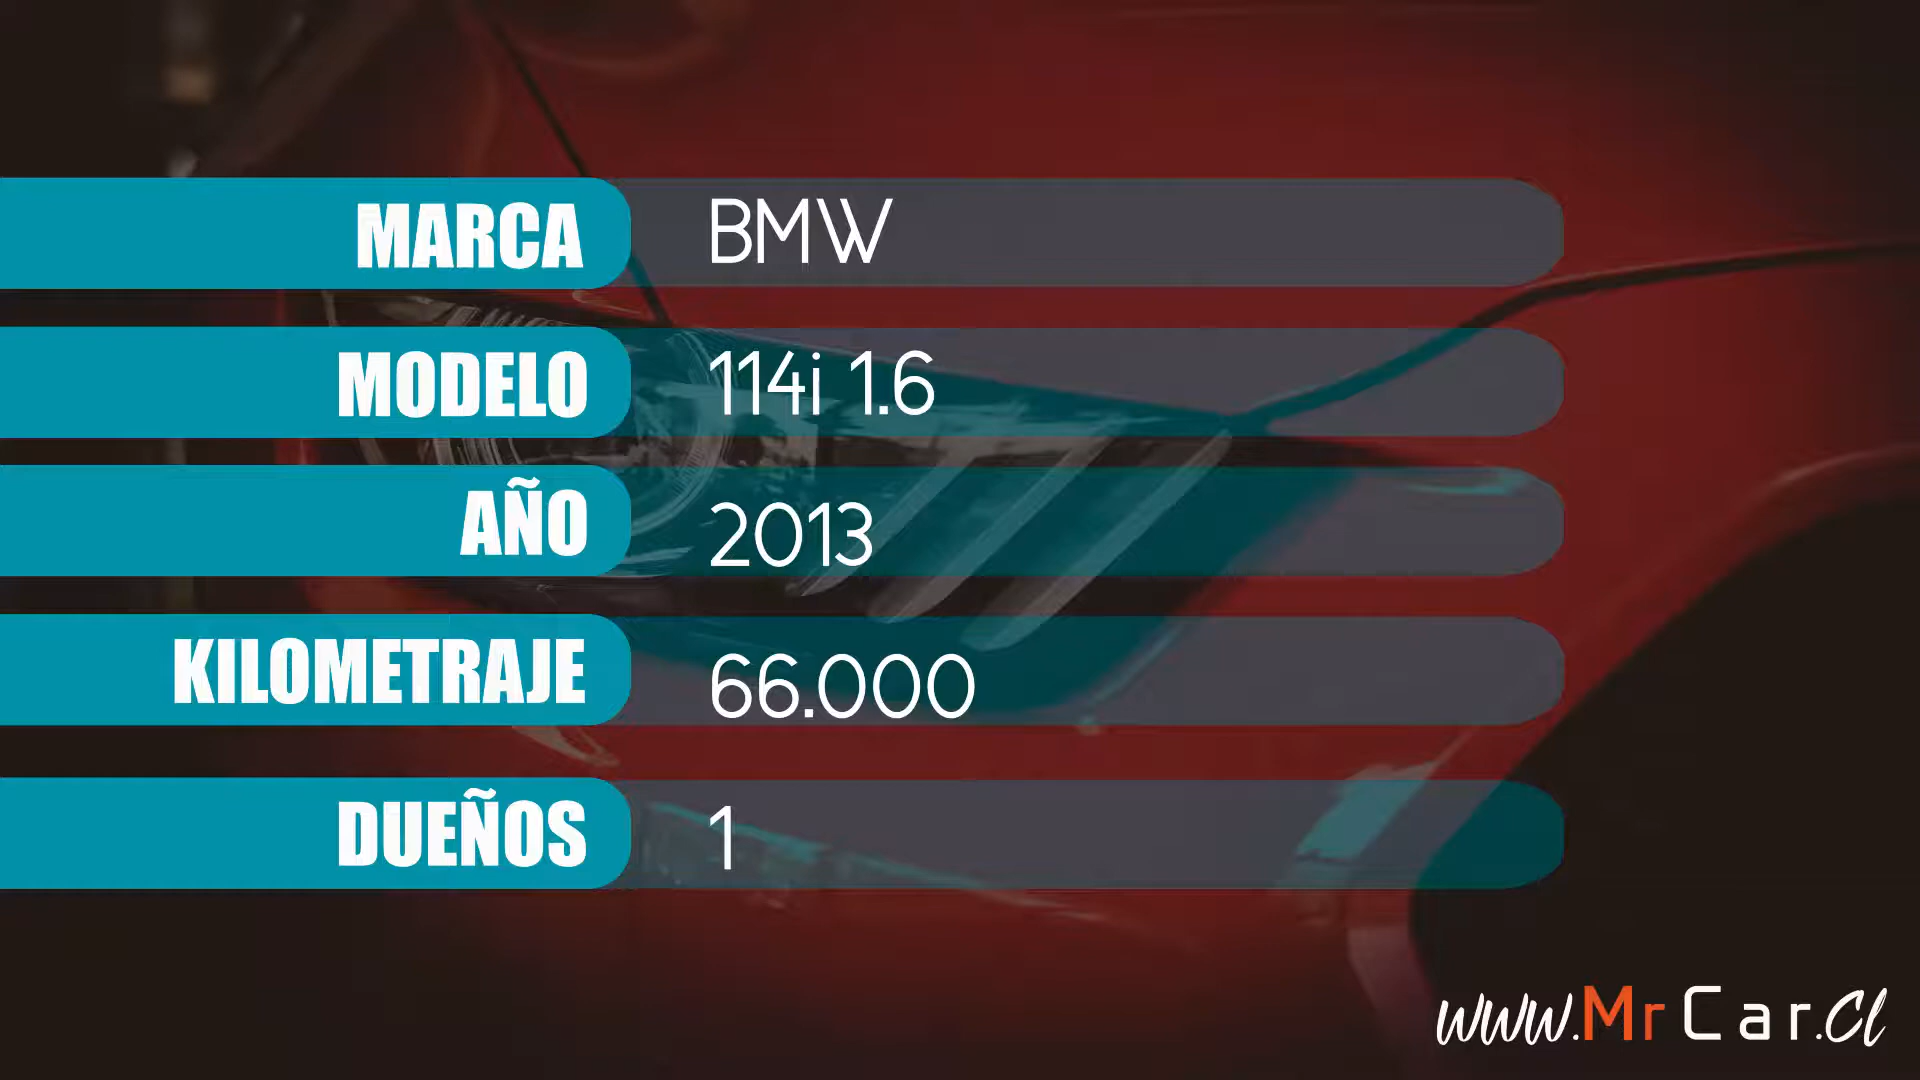 MARCA BMW
MODELO 114i 1.6
AÑO 2013
KILOMETRAJE 66.000
DUEÑOS 1
www.MrCar.Cl